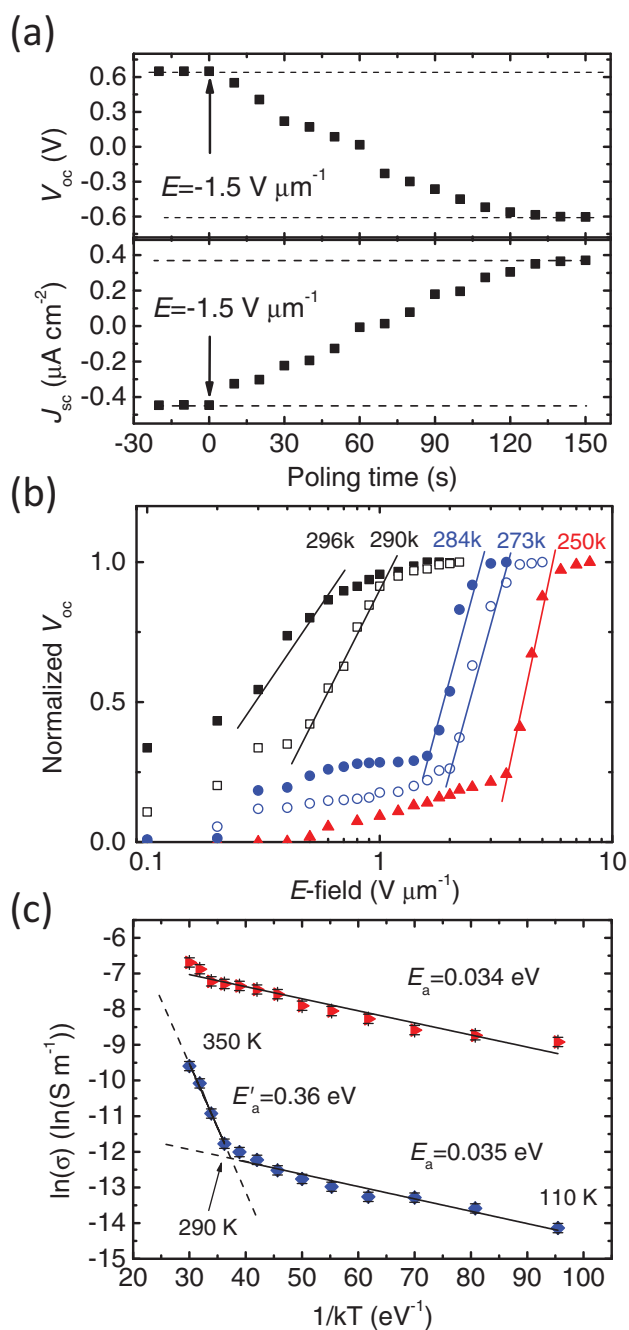 (a)
0.6
0.3
0.0
-0.3
-0.6
V_oc (V)
E=-1.5 V μm⁻¹
0.4
0.2
0.0
-0.2
-0.4
J_sc (μA cm⁻²)
E=-1.5 V μm⁻¹
-30 0 30 60 90 120 150
Poling time (s)
(b)
296k 290k 284k 273k 250k
1.0
0.5
0.0
Normalized V_oc
0.1 1 10
E-field (V μm⁻¹)
(c)
-6
-7
-8
-9
-10
-11
-12
-13
-14
-15
ln(σ) (ln(S m⁻¹))
E_a=0.034 eV
350 K
E'_a=0.36 eV
E_a=0.035 eV
290 K
110 K
20 30 40 50 60 70 80 90 100
1/kT (eV⁻¹)